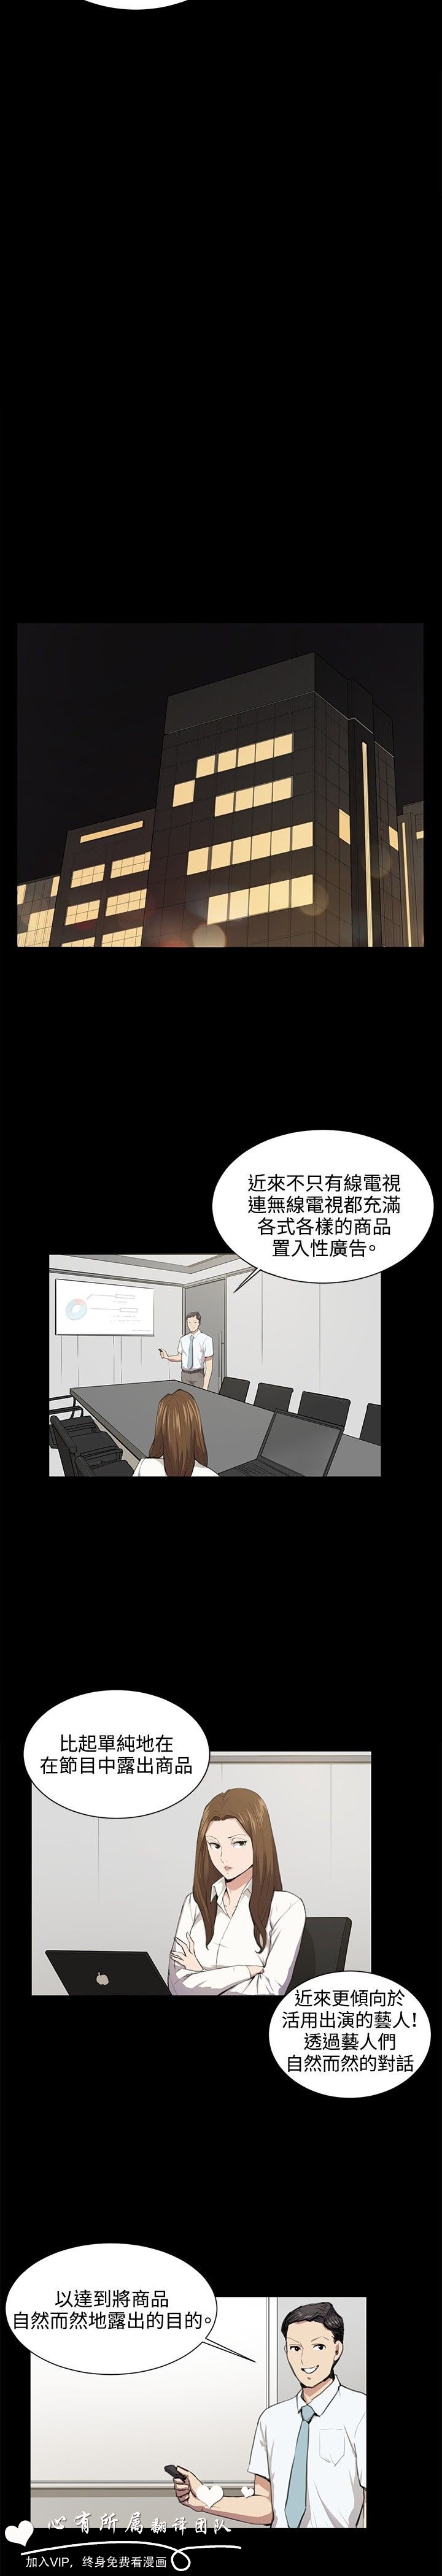 近來不只有線電視
連無線電視都充滿
各式各樣的商品
置入性廣告。
比起單純地在
在節目中露出商品
近來更傾向於
活用出演的藝人!
透過藝人們
自然而然的對話
以達到將商品
自然而然地露出的目的。
心有所属翻译团队
加入VIP，终身免费看漫画